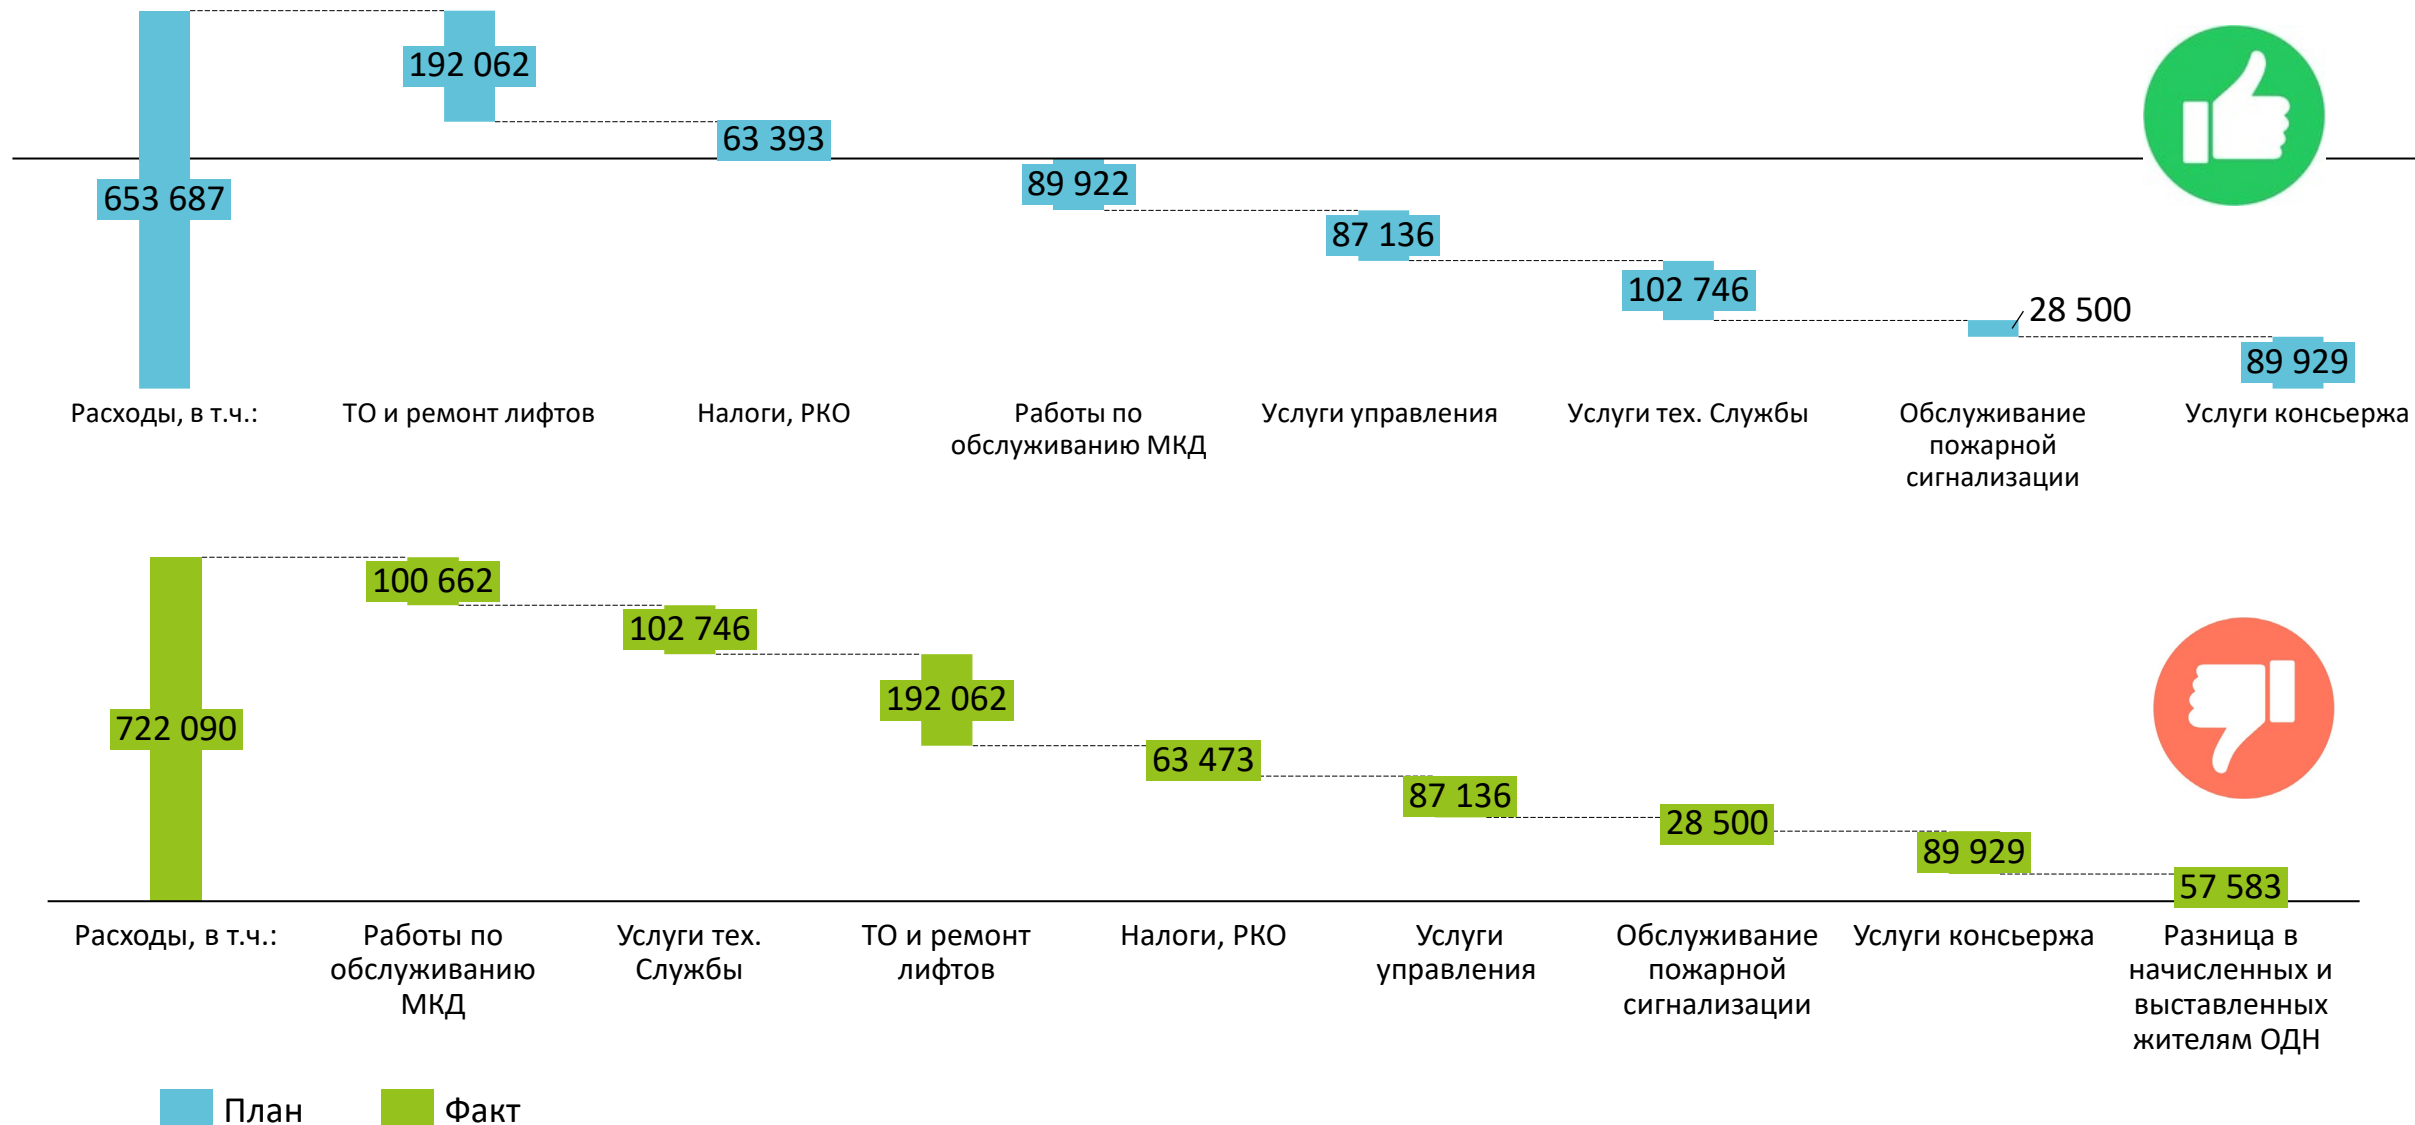 192 062
63 393
653 687
89 922
87 136
102 746
28 500
89 929
Расходы, в т.ч.:
ТО и ремонт лифтов
Налоги, РКО
Работы по
обслуживанию МКД
Услуги управления
Услуги тех. Службы
Обслуживание
пожарной
сигнализации
Услуги консьержа
100 662
102 746
192 062
722 090
63 473
87 136
28 500
89 929
57 583
Расходы, в т.ч.:
Работы по
обслуживанию
МКД
Услуги тех.
Службы
ТО и ремонт
лифтов
Налоги, РКО
Услуги
управления
Обслуживание
пожарной
сигнализации
Услуги консьержа
Разница в
начисленных и
выставленных
жителям ОДН
План
Факт